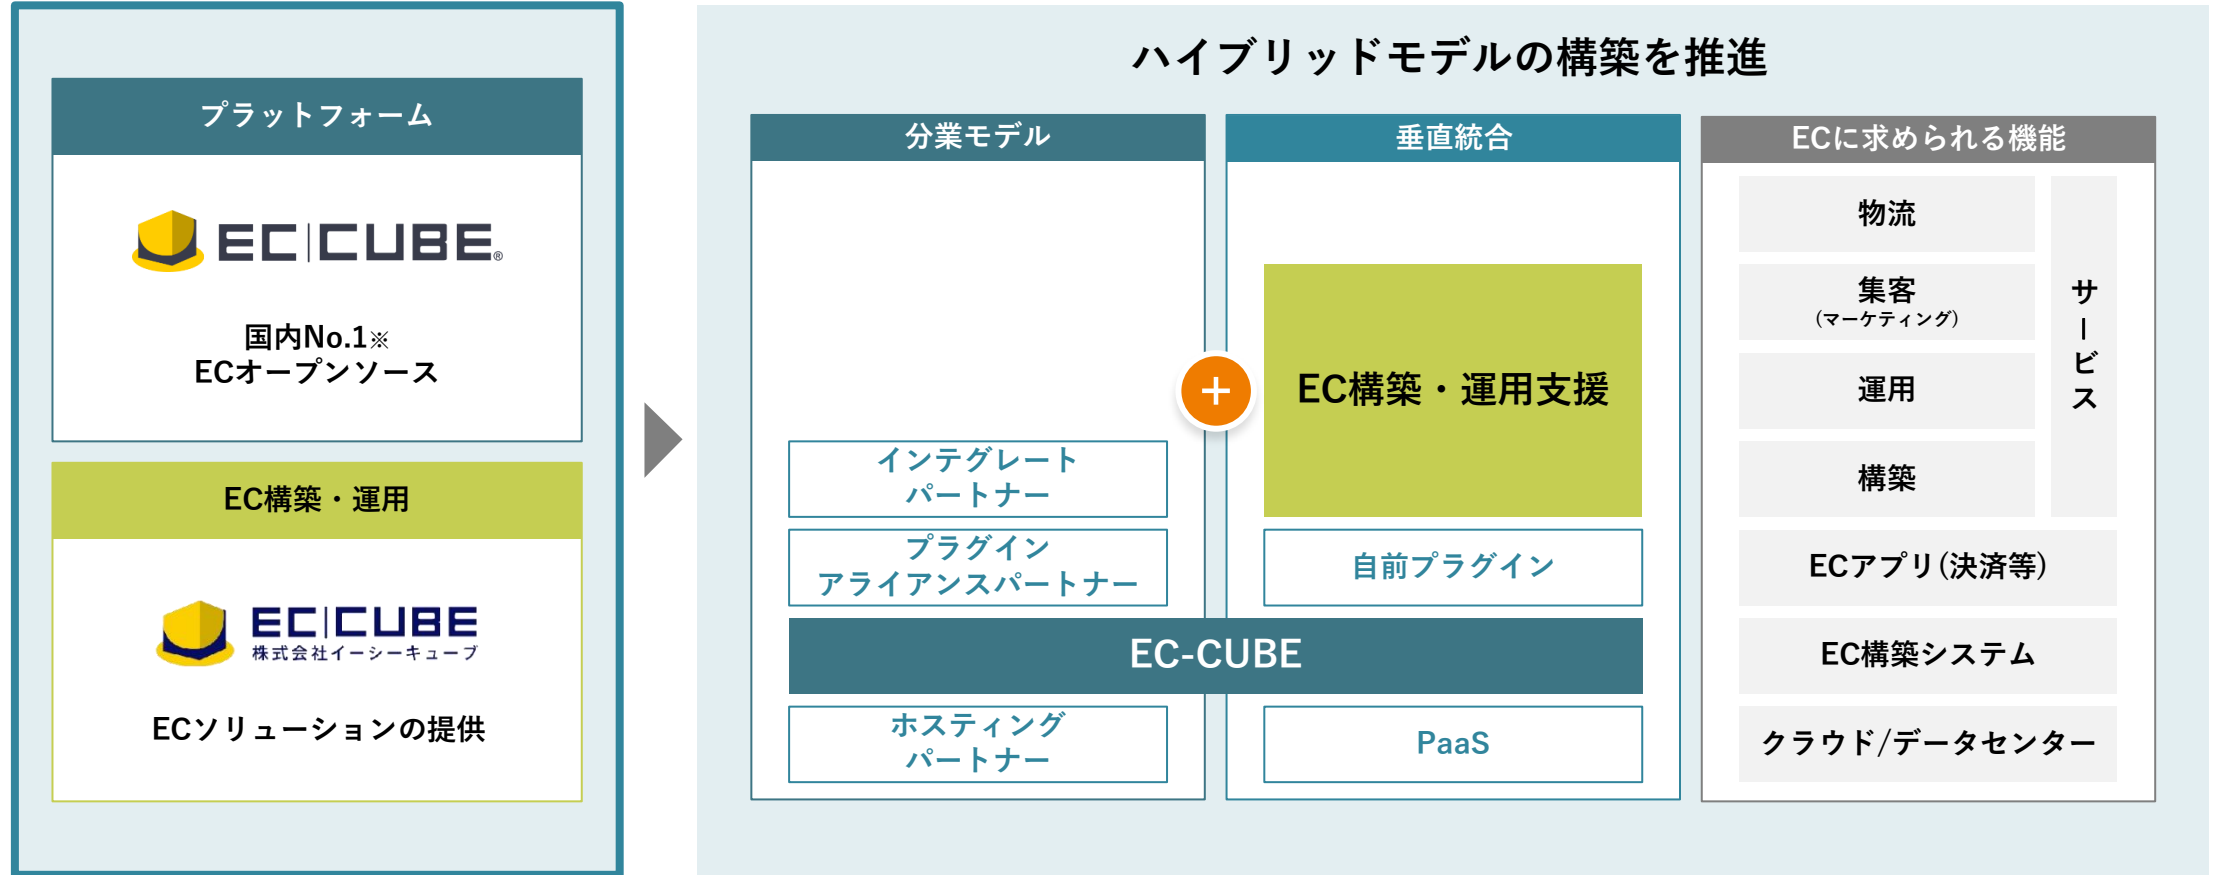 プラットフォーム
EC CUBE®
国内No.1※
ECオープンソース
EC構築・運用
EC CUBE
株式会社イーシーキューブ
ECソリューションの提供
ハイブリッドモデルの構築を推進
分業モデル
インテグレート
パートナー
プラグイン
アライアンスパートナー
ホスティング
パートナー
+
垂直統合
EC構築・運用支援
自前プラグイン
EC-CUBE
PaaS
ECに求められる機能
物流
集客
(マーケティング)
運用
構築
サービス
ECアプリ(決済等)
EC構築システム
クラウド/データセンター